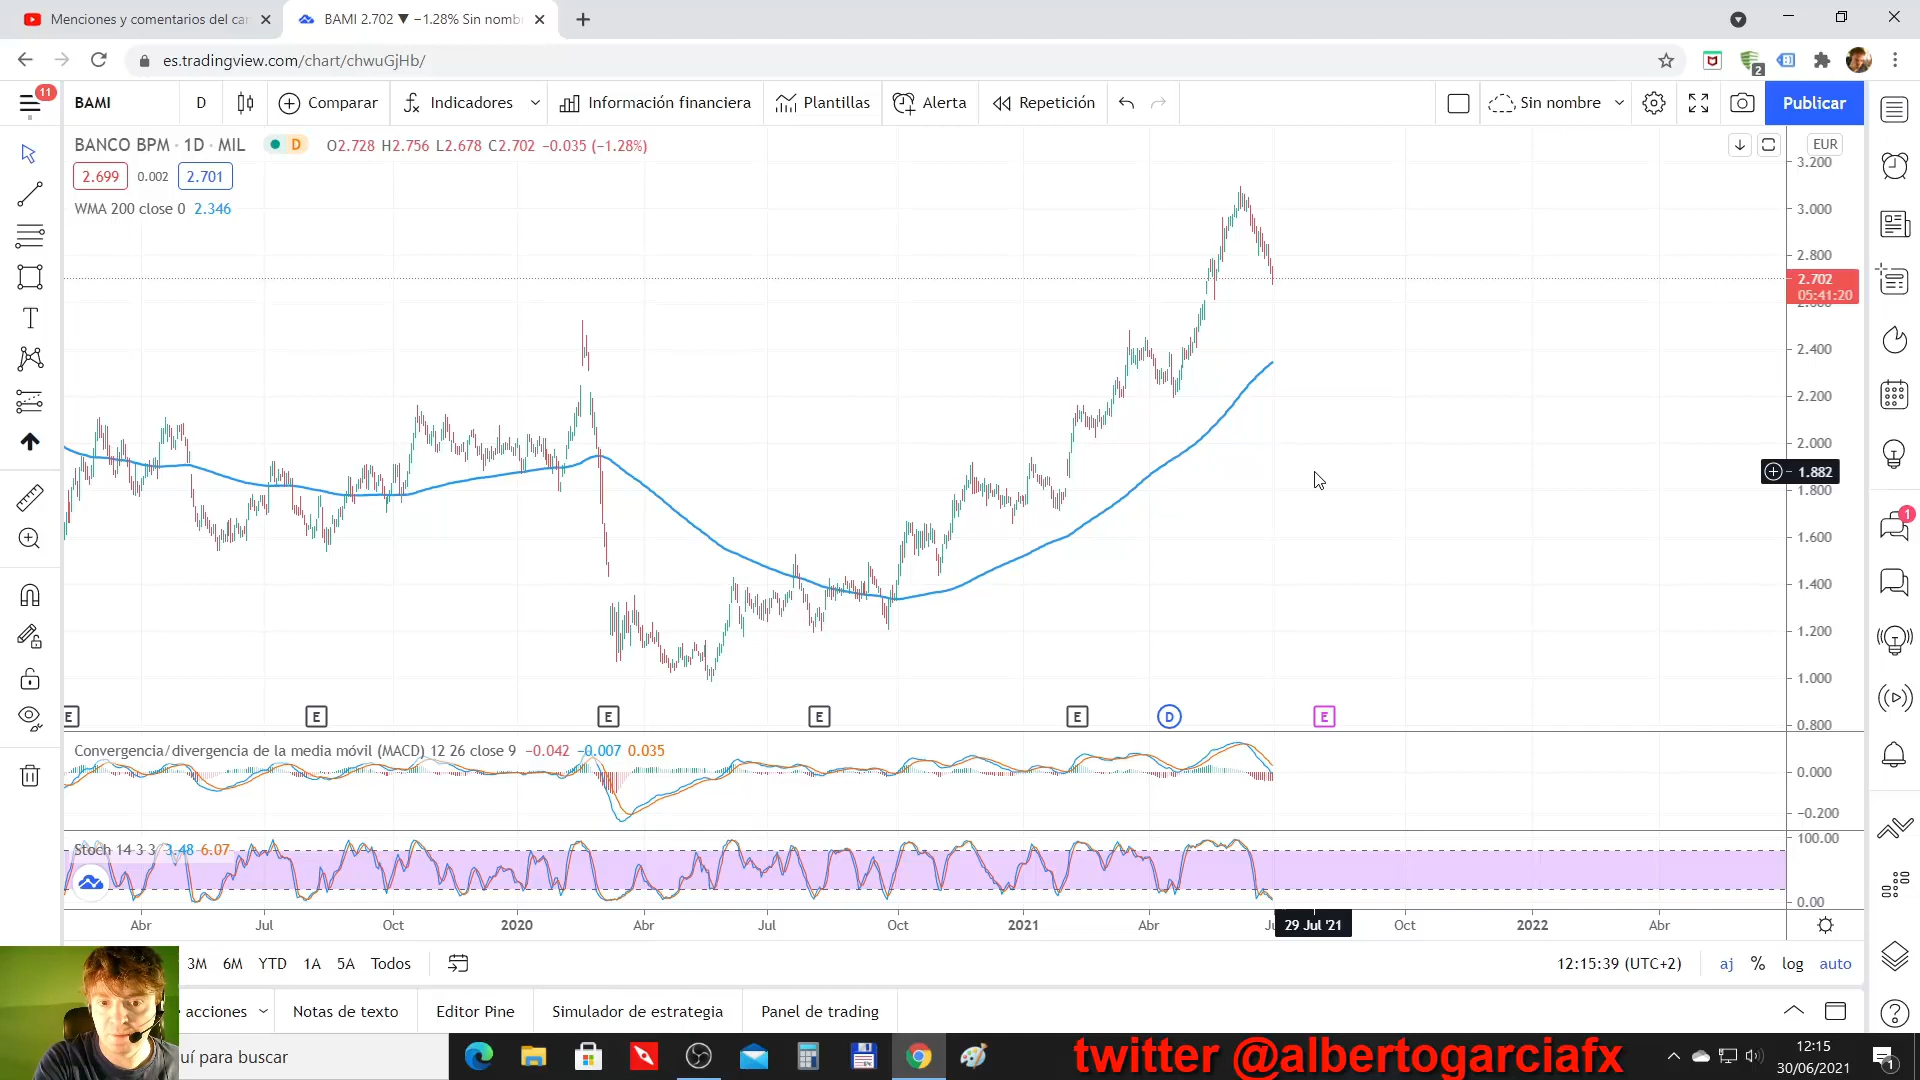 Menciones y comentarios del can
BAMI 2.702 ▼ −1.28% Sin nomb
es.tradingview.com/chart/chwuGjHb/
2
11
BAMI
D
Comparar
Indicadores
Información financiera
Plantillas
Alerta
Repetición
Sin nombre
Publicar
BANCO BPM · 1D · MIL
D
O2.728 H2.756 L2.678 C2.702 −0.035 (−1.28%)
EUR
2.699
0.002
2.701
WMA 200 close 0 2.346
3.200
3.000
2.800
2.702
05:41:20
2.400
2.200
2.000
1.882
1.800
1.600
1.400
1.200
1.000
0.800
1
E
E
E
E
E
D
E
Convergencia/divergencia de la media móvil (MACD) 12 26 close 9 −0.042 −0.007 0.035
0.000
−0.200
Stoch 14 3 3 3.48 6.07
100.00
0.00
Abr
Jul
Oct
2020
Abr
Jul
Oct
2021
Abr
29 Jul '21
Oct
2022
Abr
3M
6M
YTD
1A
5A
Todos
12:15:39 (UTC+2)
aj
%
log
auto
acciones
Notas de texto
Editor Pine
Simulador de estrategia
Panel de trading
uí para buscar
twitter @albertogarciafx
12:15
30/06/2021
1